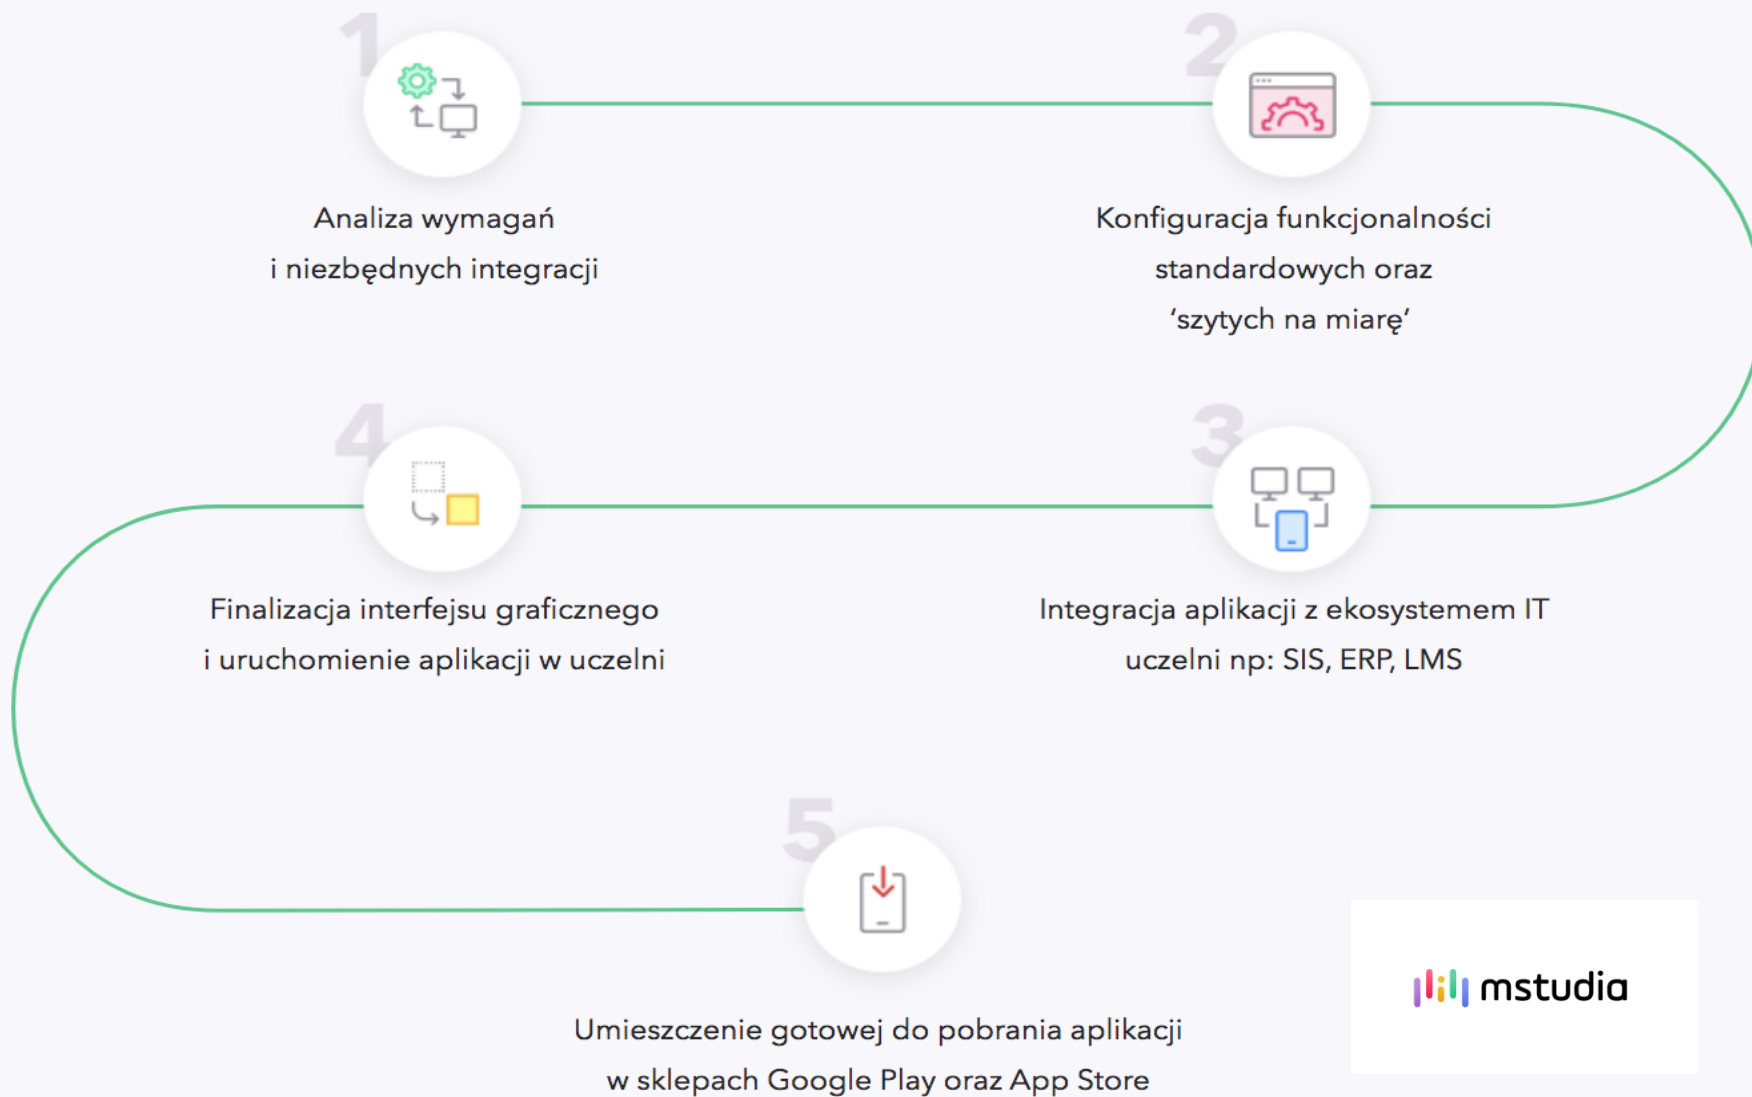 1
Analiza wymagań
i niezbędnych integracji
2
Konfiguracja funkcjonalności
standardowych oraz
‘szytych na miarę’
3
Integracja aplikacji z ekosystemem IT
uczelni np: SIS, ERP, LMS
4
Finalizacja interfejsu graficznego
i uruchomienie aplikacji w uczelni
5
Umieszczenie gotowej do pobrania aplikacji
w sklepach Google Play oraz App Store
mstudia